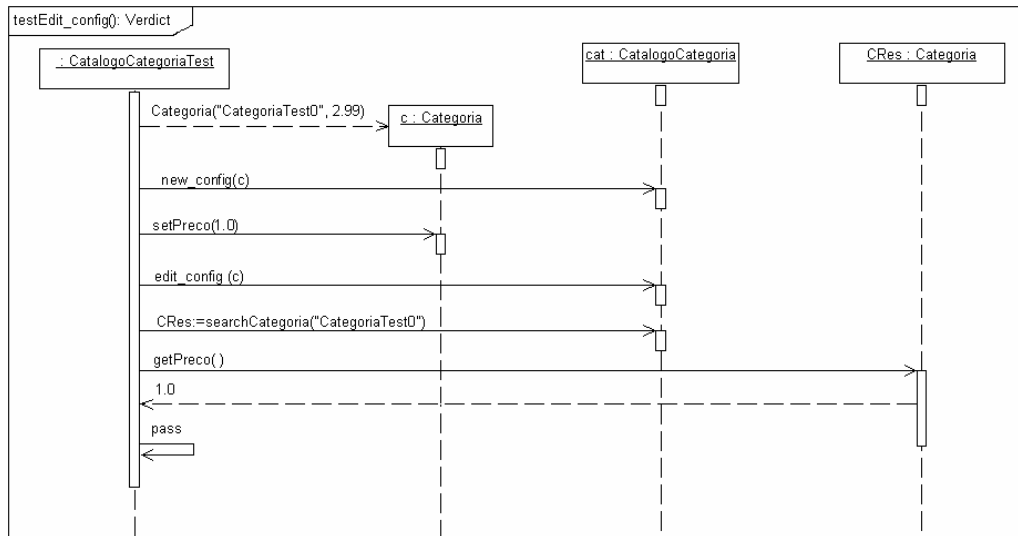 testEdit_config(): Verdict
: CatalogoCategoriaTest
cat : CatalogoCategoria
CRes : Categoria
Categoria("CategoriaTest0", 2.99)
c : Categoria
new_config(c)
setPreco(1.0)
edit_config (c)
CRes:=searchCategoria("CategoriaTest0")
getPreco( )
1.0
pass